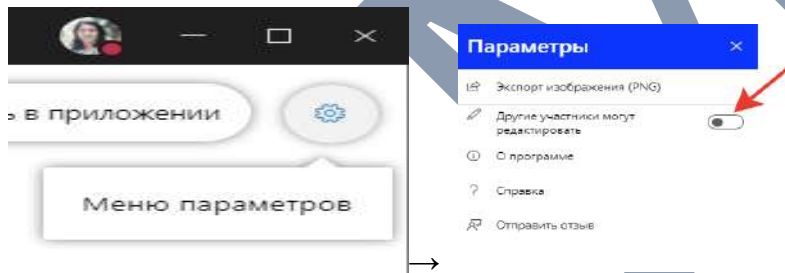 ь в приложении
Меню параметров
→
Параметры
Экспорт изображения (PNG)
Другие участники могут
редактировать
О программе
? Справка
Отправить отзыв